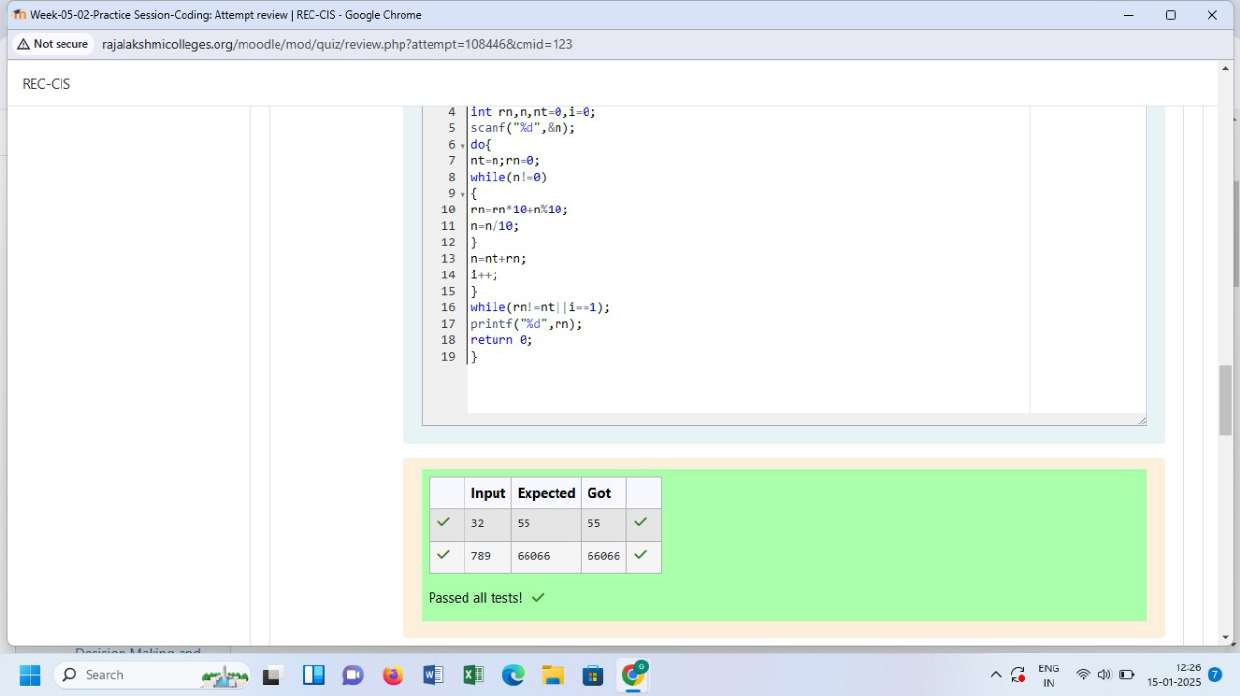 Week-05-02-Practice Session-Coding: Attempt review | REC-CIS - Google Chrome
Not secure rajalakshmicolleges.org/moodle/mod/quiz/review.php?attempt=108446&cmid=123
REC-CIS
4 int rn,n,nt=0,i=0;
5 scanf("%d",&n);
6 do{
7 nt=n;rn=0;
8 while(n!=0)
9 {
10 rn=rn*10+n%10;
11 n=n/10;
12 }
13 n=nt+rn;
14 i++;
15 }
16 while(rn!=nt||i==1);
17 printf("%d",rn);
18 return 0;
19 }
Input Expected Got
32 55 55
789 66066 66066
Passed all tests!
Decision Making and
Search
ENG
IN
12:26
15-01-2025
7